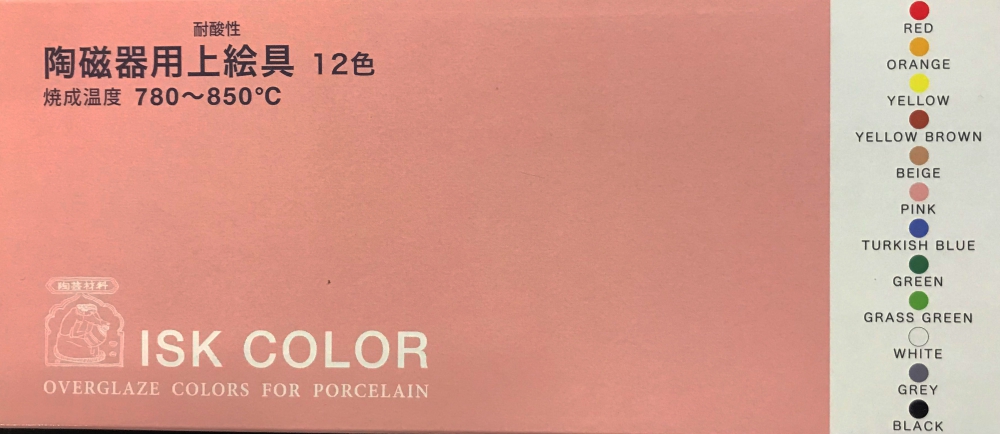 耐酸性
陶磁器用上絵具 12色
焼成温度 780～850℃
陶芸材料
ISK COLOR
OVERGLAZE COLORS FOR PORCELAIN
RED
ORANGE
YELLOW
YELLOW BROWN
BEIGE
PINK
TURKISH BLUE
GREEN
GRASS GREEN
WHITE
GREY
BLACK